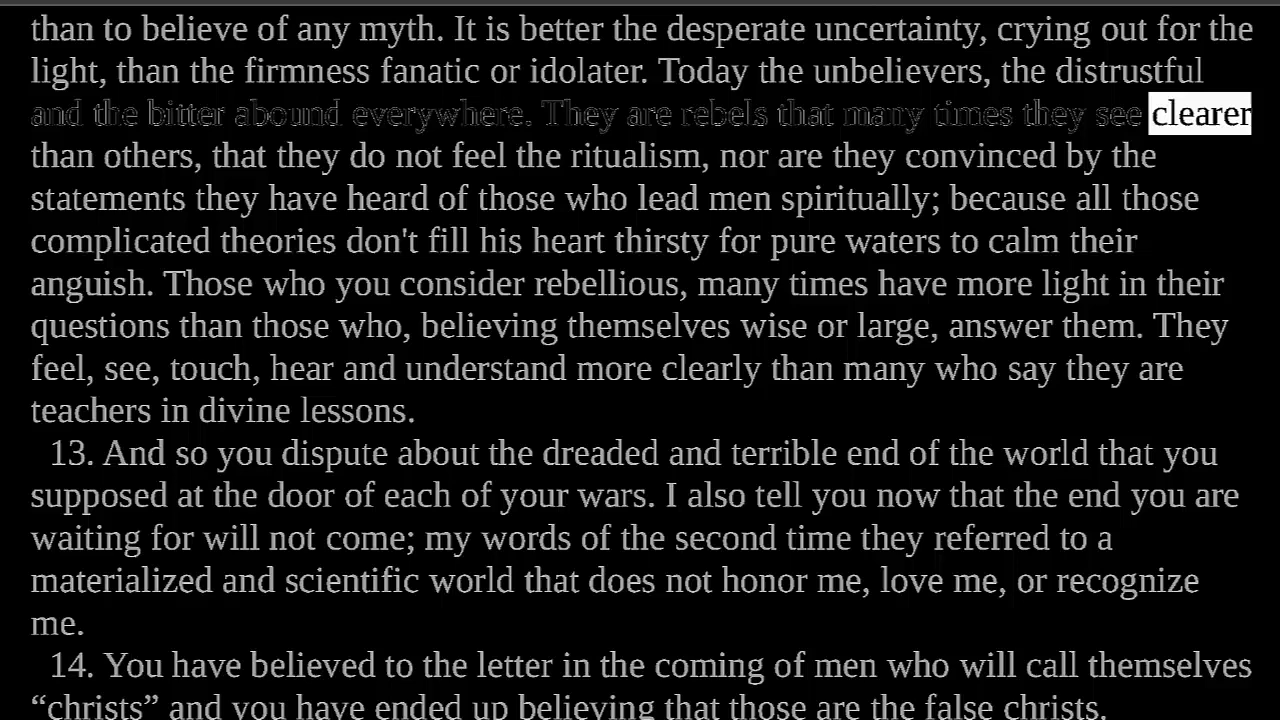 than to believe of any myth. It is better the desperate uncertainty, crying out for the
light, than the firmness fanatic or idolater. Today the unbelievers, the distrustful
and the bitter abound everywhere. They are rebels that many times they see clearer
than others, that they do not feel the ritualism, nor are they convinced by the
statements they have heard of those who lead men spiritually; because all those
complicated theories don't fill his heart thirsty for pure waters to calm their
anguish. Those who you consider rebellious, many times have more light in their
questions than those who, believing themselves wise or large, answer them. They
feel, see, touch, hear and understand more clearly than many who say they are
teachers in divine lessons.
13. And so you dispute about the dreaded and terrible end of the world that you
supposed at the door of each of your wars. I also tell you now that the end you are
waiting for will not come; my words of the second time they referred to a
materialized and scientific world that does not honor me, love me, or recognize
me.
14. You have believed to the letter in the coming of men who will call themselves
“christs” and you have ended up believing that those are the false christs.